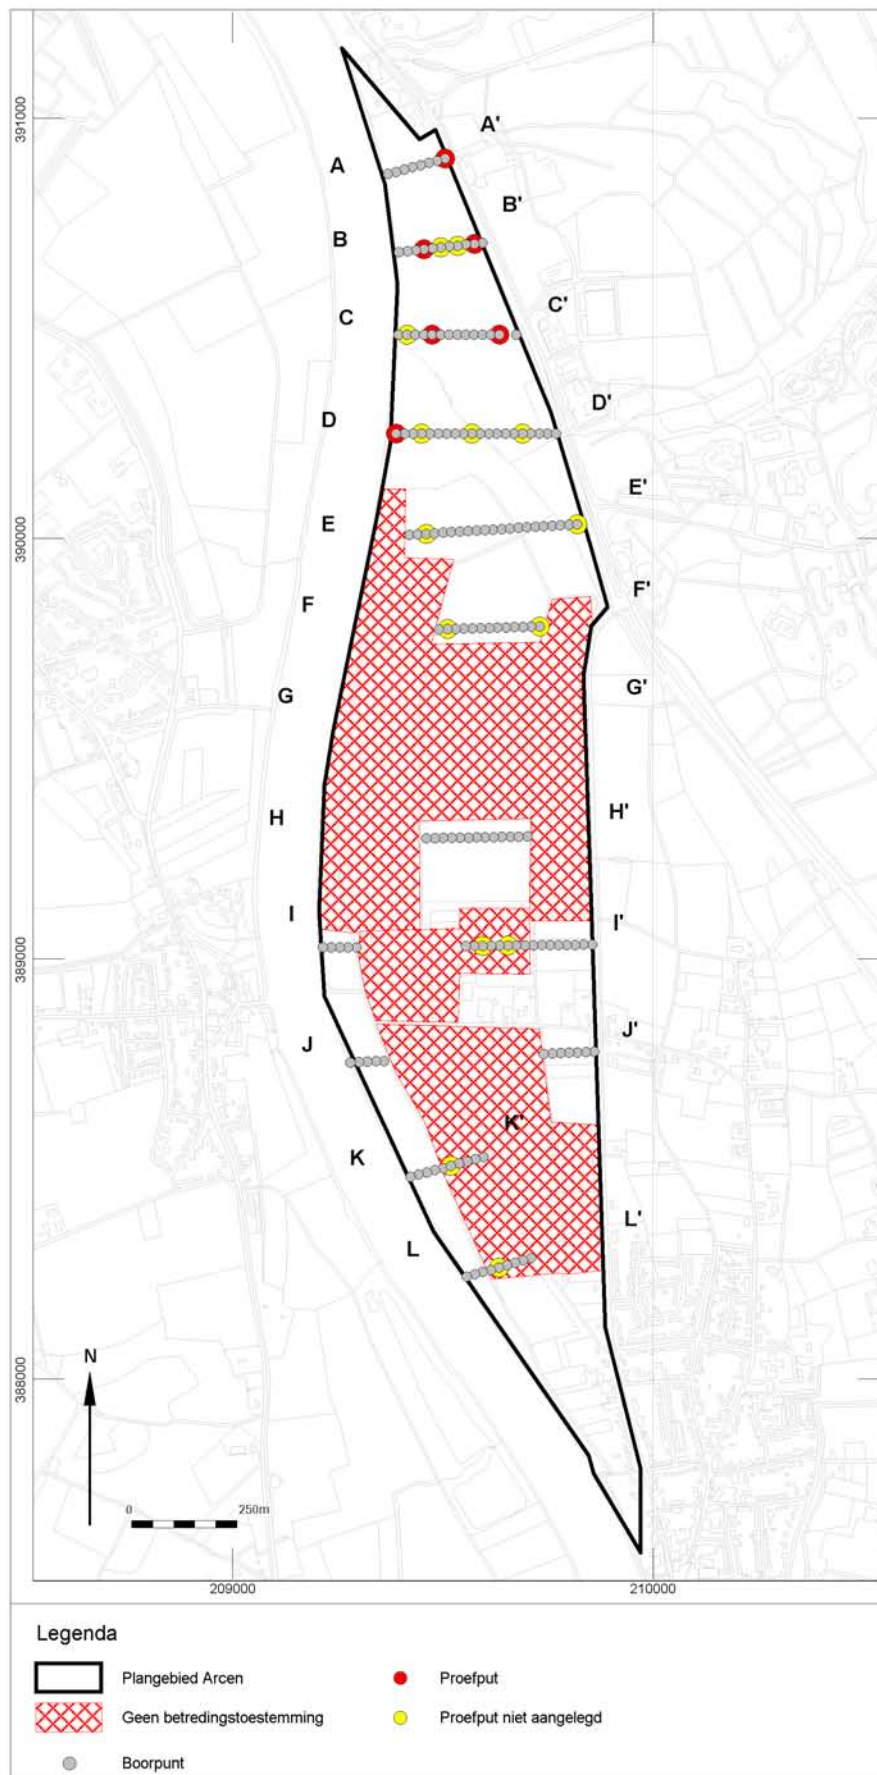 391000
A'
A
B'
B
C'
C
D'
D
E'
E
390000
F'
F
G'
G
H'
H
I'
I
389000
J'
J
K'
K
L'
L
388000
N
0 250m
209000 210000
Legenda
Plangebied Arcen
Proefput
Geen betredingstoestemming
Proefput niet aangelegd
Boorpunt